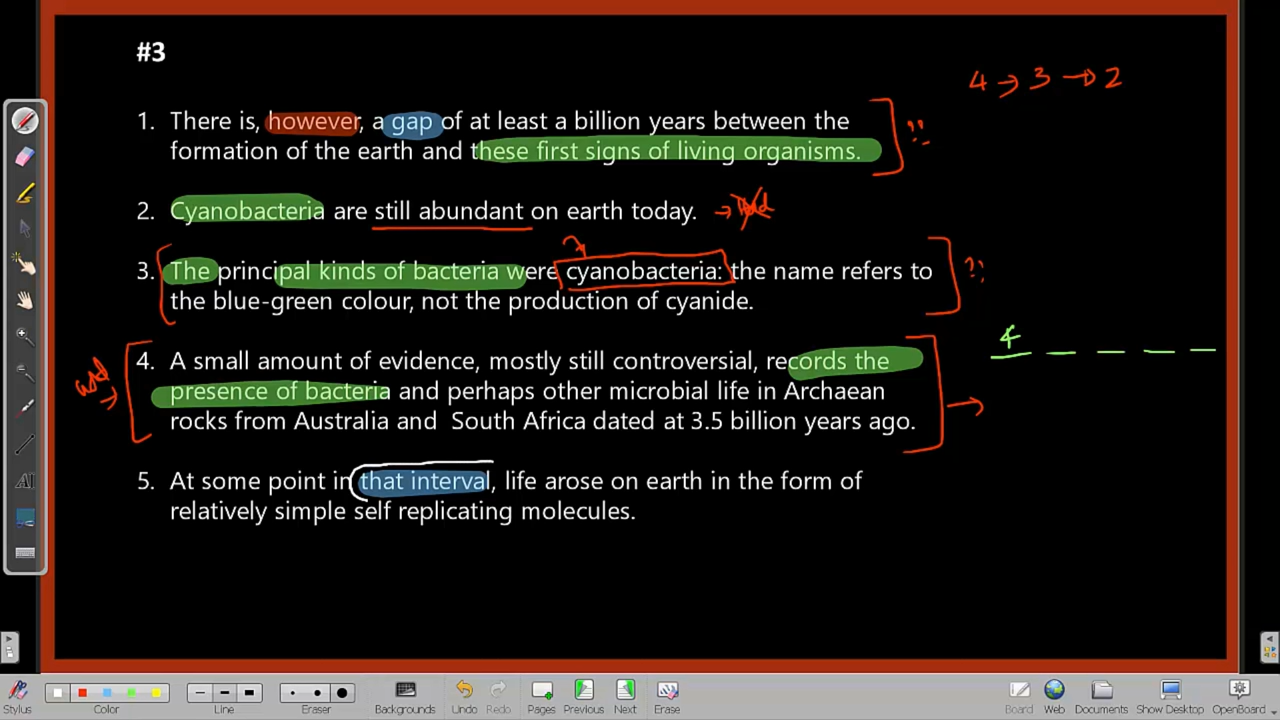 #3
4 → 3 → 2
1. There is, however, a gap of at least a billion years between the
formation of the earth and these first signs of living organisms.
!!
2. Cyanobacteria are still abundant on earth today. →
3. The principal kinds of bacteria were cyanobacteria: the name refers to
the blue-green colour, not the production of cyanide.
??
4. A small amount of evidence, mostly still controversial, records the
presence of bacteria and perhaps other microbial life in Archaean
rocks from Australia and South Africa dated at 3.5 billion years ago. →
4 _ _ _ _
5. At some point in that interval, life arose on earth in the form of
relatively simple self replicating molecules.
AI
Stylus Color Line Eraser Backgrounds Undo Redo Pages Previous Next Erase Board Web Documents Show Desktop OpenBoard